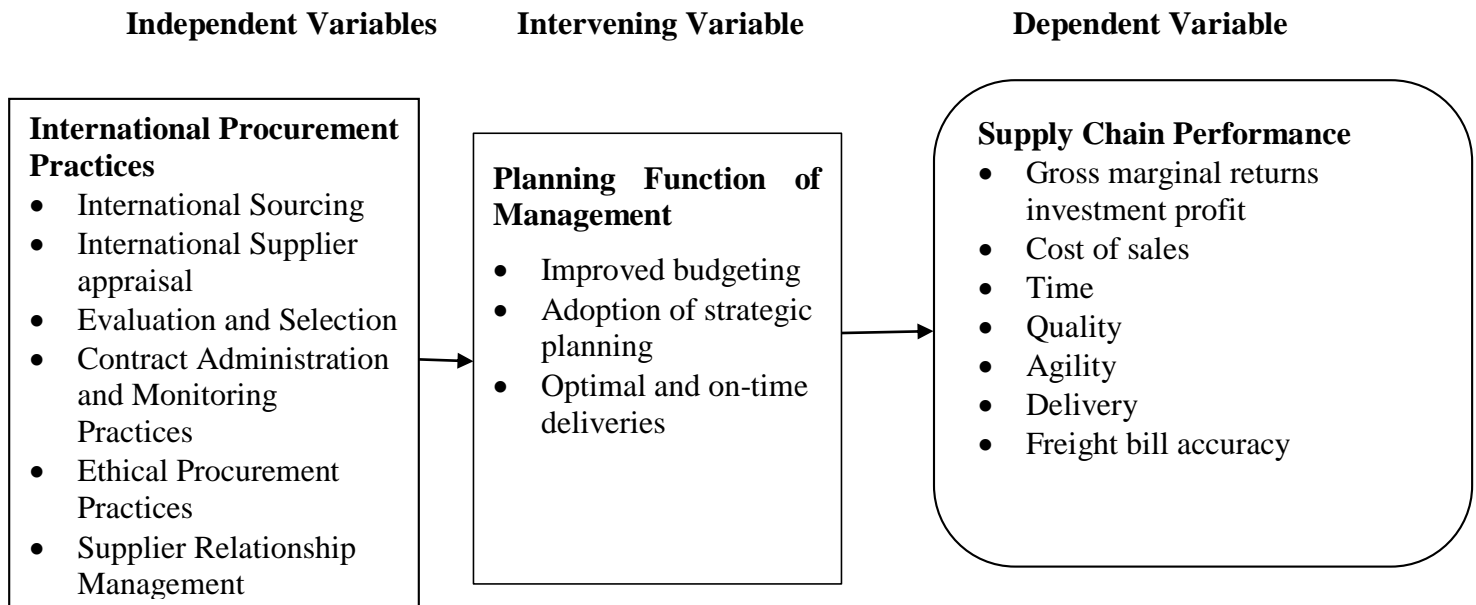 Independent Variables
Intervening Variable
Dependent Variable
International Procurement
Practices
• International Sourcing
• International Supplier
appraisal
• Evaluation and Selection
• Contract Administration
and Monitoring
Practices
• Ethical Procurement
Practices
• Supplier Relationship
Management
Planning Function of
Management
• Improved budgeting
• Adoption of strategic
planning
• Optimal and on-time
deliveries
Supply Chain Performance
• Gross marginal returns
investment profit
• Cost of sales
• Time
• Quality
• Agility
• Delivery
• Freight bill accuracy